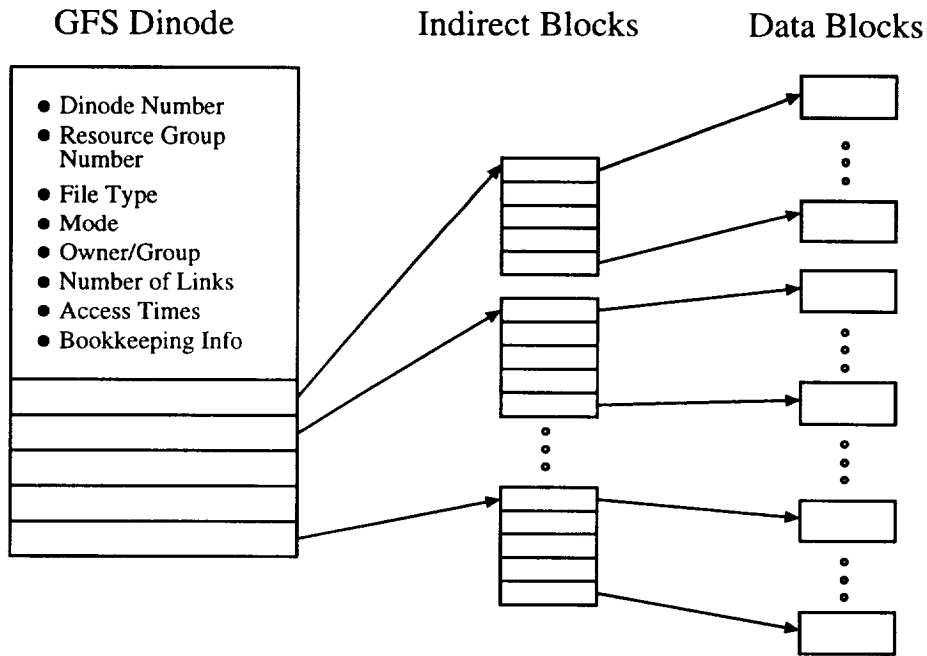 GFS Dinode
Indirect Blocks
Data Blocks
● Dinode Number
● Resource Group
Number
● File Type
● Mode
● Owner/Group
● Number of Links
● Access Times
● Bookkeeping Info